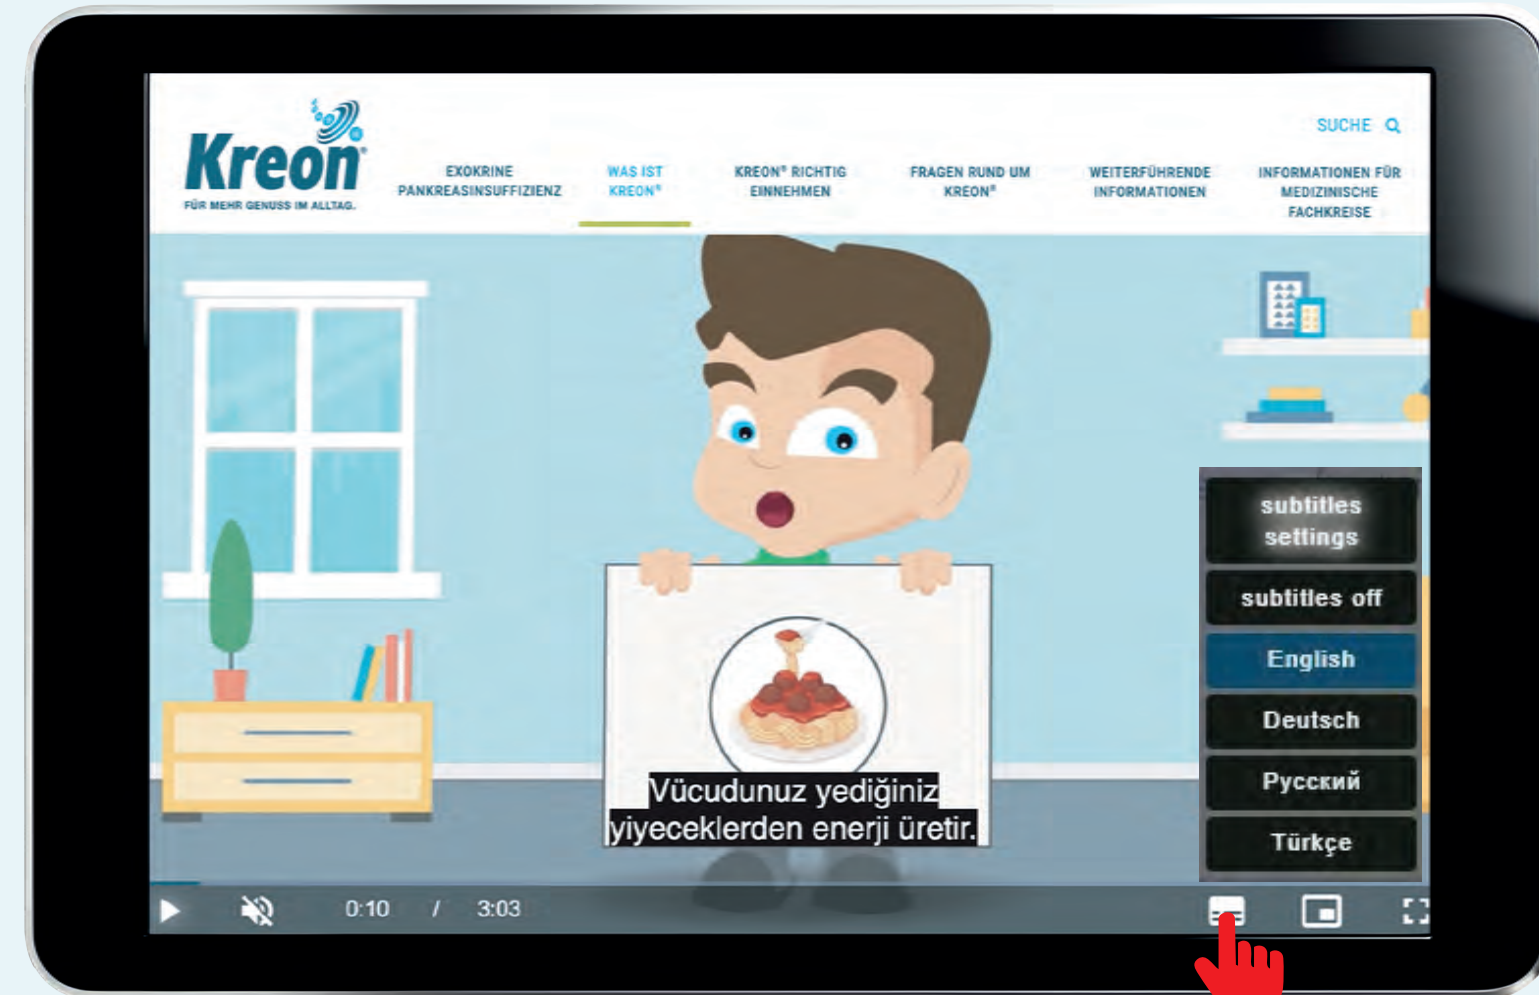 Kreon®
FÜR MEHR GENUSS IM ALLTAG.
SUCHE
EXOKRINE
PANKREASINSUFFIZIENZ
WAS IST
KREON®
KREON® RICHTIG
EINNEHMEN
FRAGEN RUND UM
KREON®
WEITERFÜHRENDE
INFORMATIONEN
INFORMATIONEN FÜR
MEDIZINISCHE
FACHKREISE
subtitles
settings
subtitles off
English
Deutsch
Русский
Türkçe
Vücudunuz yediğiniz
yiyeceklerden enerji üretir.
0:10 / 3:03